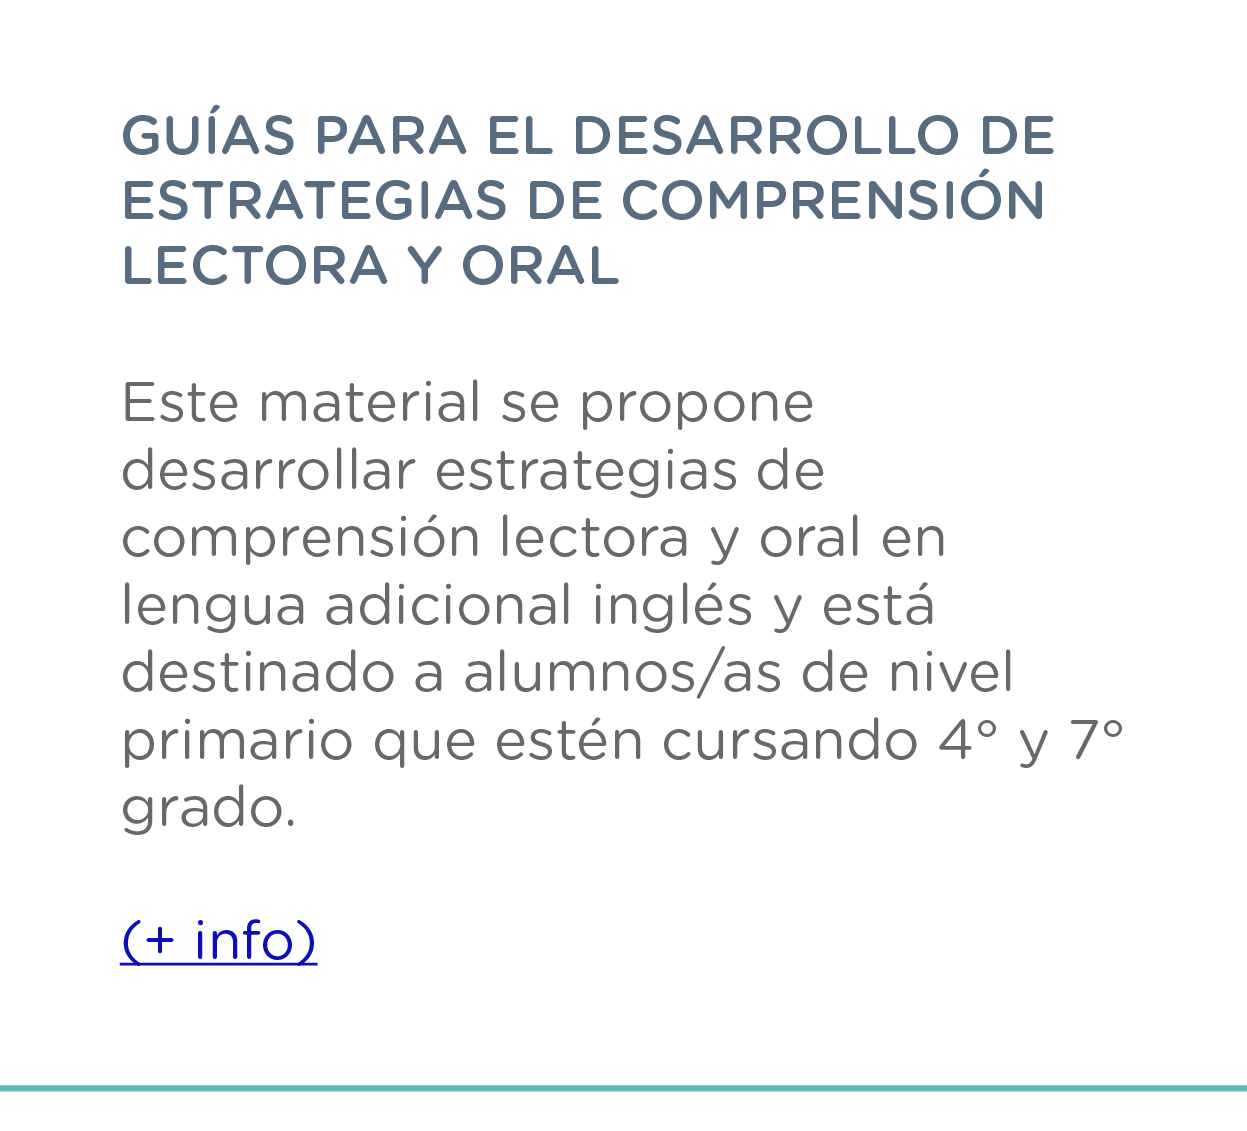 GUÍAS PARA EL DESARROLLO DE
ESTRATEGIAS DE COMPRENSIÓN
LECTORA Y ORAL
Este material se propone
desarrollar estrategias de
comprensión lectora y oral en
lengua adicional inglés y está
destinado a alumnos/as de nivel
primario que estén cursando 4° y 7°
grado.
(+ info)